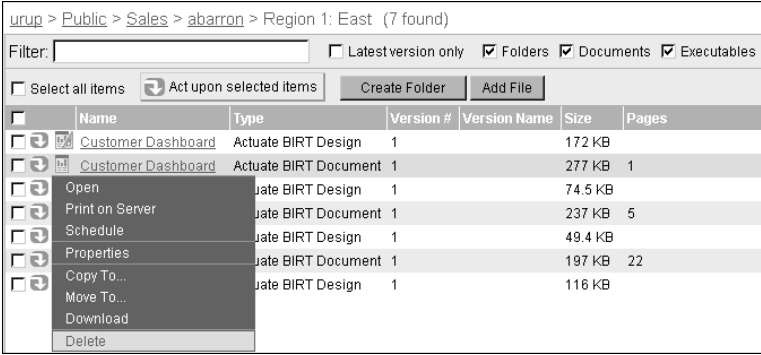 urup > Public > Sales > abarron > Region 1: East (7 found)
Filter: Latest version only Folders Documents Executables
Select all items Act upon selected items Create Folder Add File
Name Type Version # Version Name Size Pages
Customer Dashboard Actuate BIRT Design 1 172 KB
Customer Dashboard Actuate BIRT Document 1 277 KB 1
Open uate BIRT Design 1 74.5 KB
Print on Server uate BIRT Document 1 237 KB 5
Schedule uate BIRT Design 1 49.4 KB
Properties uate BIRT Document 1 197 KB 22
Copy To... uate BIRT Design 1 116 KB
Move To...
Download
Delete